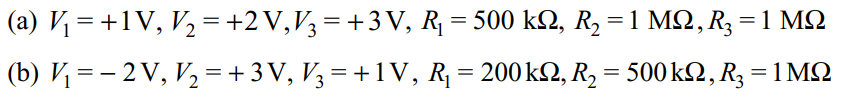 (a) V₁ = +1 V, V₂ = +2 V, V₃ = +3 V, R₁ = 500 kΩ, R₂ = 1 MΩ, R₃ = 1 MΩ
(b) V₁ = – 2 V, V₂ = + 3 V, V₃ = + 1 V, R₁ = 200 kΩ, R₂ = 500 kΩ, R₃ = 1 MΩ